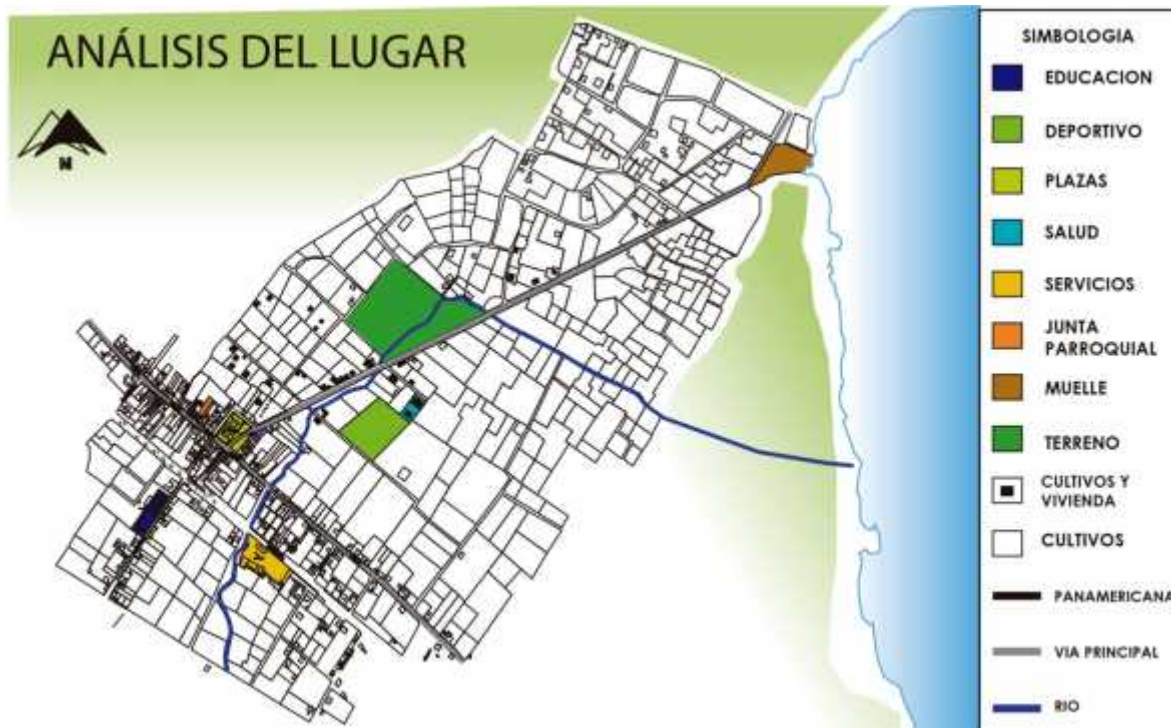 ANÁLISIS DEL LUGAR
N
SIMBOLOGIA
EDUCACION
DEPORTIVO
PLAZAS
SALUD
SERVICIOS
JUNTA
PARROQUIAL
MUELLE
TERRENO
CULTIVOS Y
VIVIENDA
CULTIVOS
PANAMERICANA
VIA PRINCIPAL
RIO